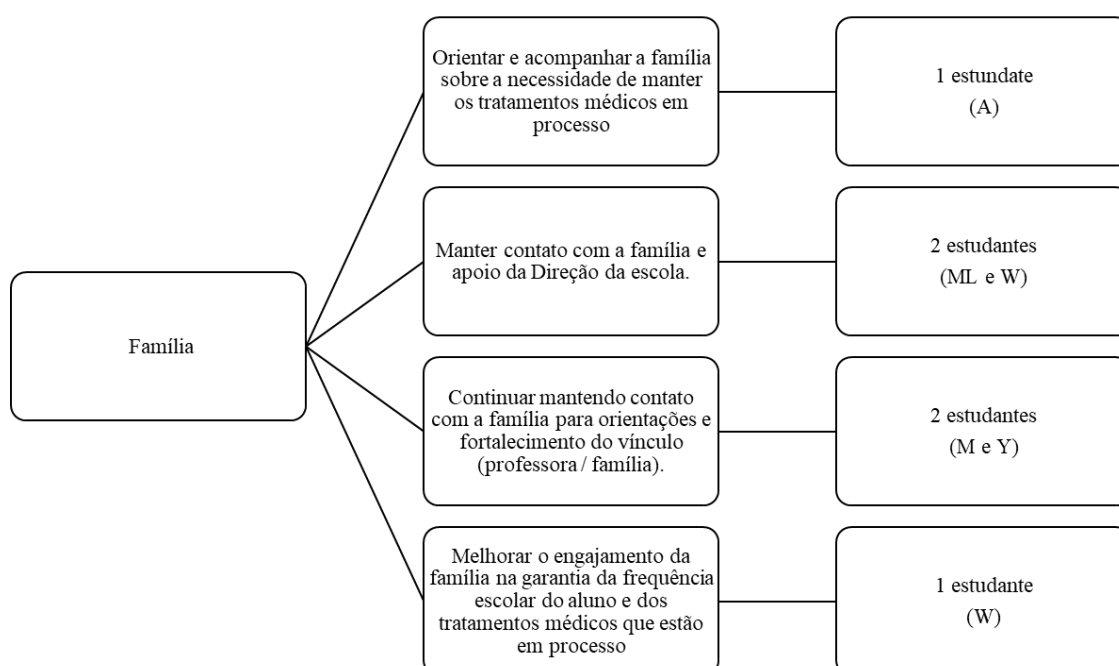 Orientar e acompanhar a família
sobre a necessidade de manter
os tratamentos médicos em
processo
1 estundate
(A)
Manter contato com a família e
apoio da Direção da escola.
2 estudantes
(ML e W)
Família
Continuar mantendo contato
com a família para orientações e
fortalecimento do vínculo
(professora / família).
2 estudantes
(M e Y)
Melhorar o engajamento da
família na garantia da frequência
escolar do aluno e dos
tratamentos médicos que estão
em processo
1 estudante
(W)